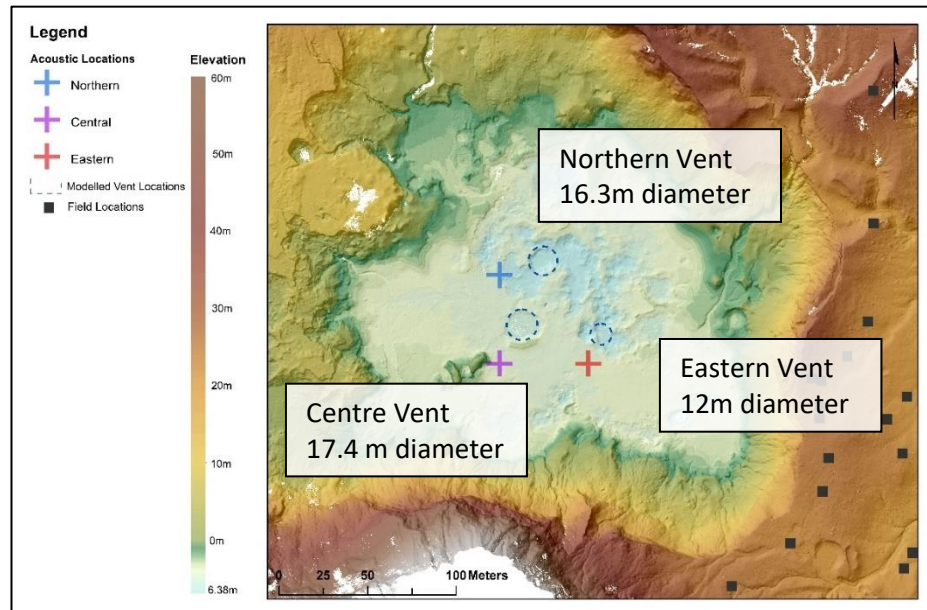 Legend
Acoustic Locations
Northern
Central
Eastern
Modelled Vent Locations
Field Locations
Elevation
60m
50m
40m
30m
20m
10m
0m
6.38m
Northern Vent
16.3m diameter
Eastern Vent
12m diameter
Centre Vent
17.4 m diameter
0 25 50 100 Meters